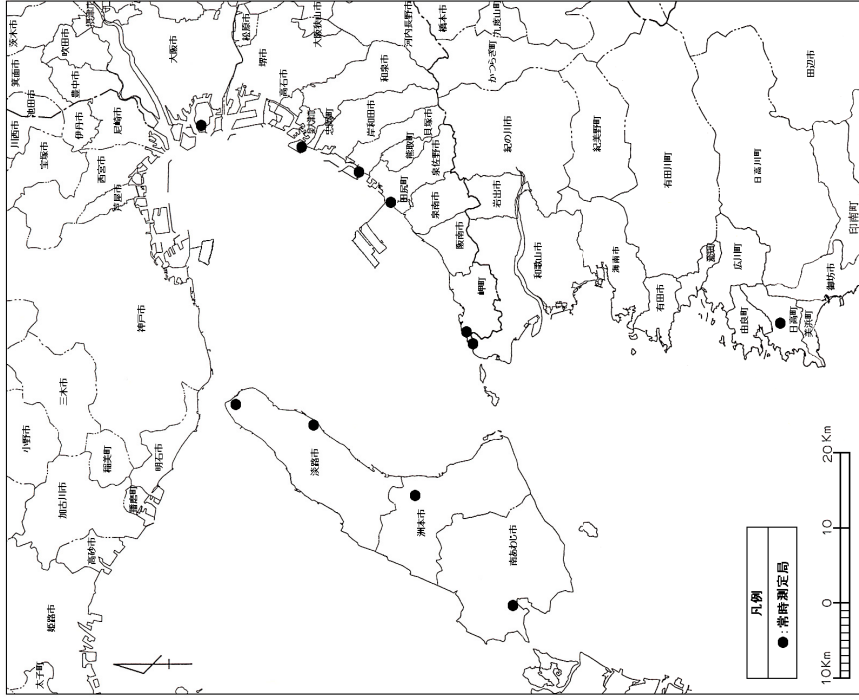 太子町
姫路市
高砂市
加古川市
播磨町
稲美町
小野市
三木市
明石市
神戸市
川西市
池田市
箕面市
茨木市
宝塚市
伊丹市
豊中市
吹田市
摂津市
西宮市
尼崎市
芦屋市
大阪市
松原市
堺市
大阪狭山市
高石市
泉大津市
忠岡町
和泉市
河内長野市
岸和田市
貝塚市
熊取町
泉佐野市
田尻町
泉南市
阪南市
岬町
橋本市
九度山町
かつらぎ町
紀の川市
岩出市
和歌山市
紀美野町
海南市
有田川町
有田市
湯浅町
広川町
由良町
日高町
美浜町
日高川町
御坊市
印南町
田辺市
淡路市
洲本市
南あわじ市
凡例
●:常時測定局
10Km 0 10 20Km